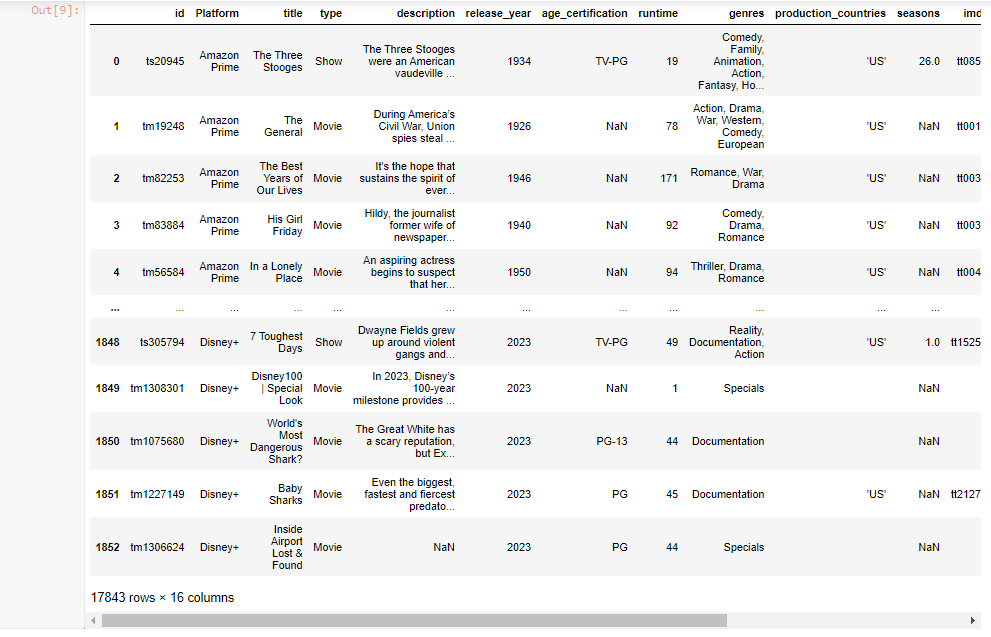 Out[9]:
id Platform title type description release_year age_certification runtime genres production_countries seasons imd
0 ts20945 Amazon Prime The Three Stooges Show The Three Stooges were an American vaudeville ... 1934 TV-PG 19 Comedy, Family, Animation, Action, Fantasy, Ho... 'US' 26.0 tt085
1 tm19248 Amazon Prime The General Movie During America's Civil War, Union spies steal ... 1926 NaN 78 Action, Drama, War, Western, Comedy, European 'US' NaN tt001
2 tm82253 Amazon Prime The Best Years of Our Lives Movie It's the hope that sustains the spirit of ever... 1946 NaN 171 Romance, War, Drama 'US' NaN tt003
3 tm83884 Amazon Prime His Girl Friday Movie Hildy, the journalist former wife of newspaper... 1940 NaN 92 Comedy, Drama, Romance 'US' NaN tt003
4 tm56584 Amazon Prime In a Lonely Place Movie An aspiring actress begins to suspect that her... 1950 NaN 94 Thriller, Drama, Romance 'US' NaN tt004
... ... ... ... ... ... ... ... ... ... ... ...
1848 ts305794 Disney+ 7 Toughest Days Show Dwayne Fields grew up around violent gangs and... 2023 TV-PG 49 Reality, Documentation, Action 'US' 1.0 tt1525
1849 tm1308301 Disney+ Disney100 | Special Look Movie In 2023, Disney's 100-year milestone provides ... 2023 NaN 1 Specials NaN
1850 tm1075680 Disney+ World's Most Dangerous Shark? Movie The Great White has a scary reputation, but Ex... 2023 PG-13 44 Documentation NaN
1851 tm1227149 Disney+ Baby Sharks Movie Even the biggest, fastest and fiercest predato... 2023 PG 45 Documentation 'US' NaN tt2127
1852 tm1306624 Disney+ Inside Airport Lost & Found Movie NaN 2023 PG 44 Specials NaN
17843 rows × 16 columns